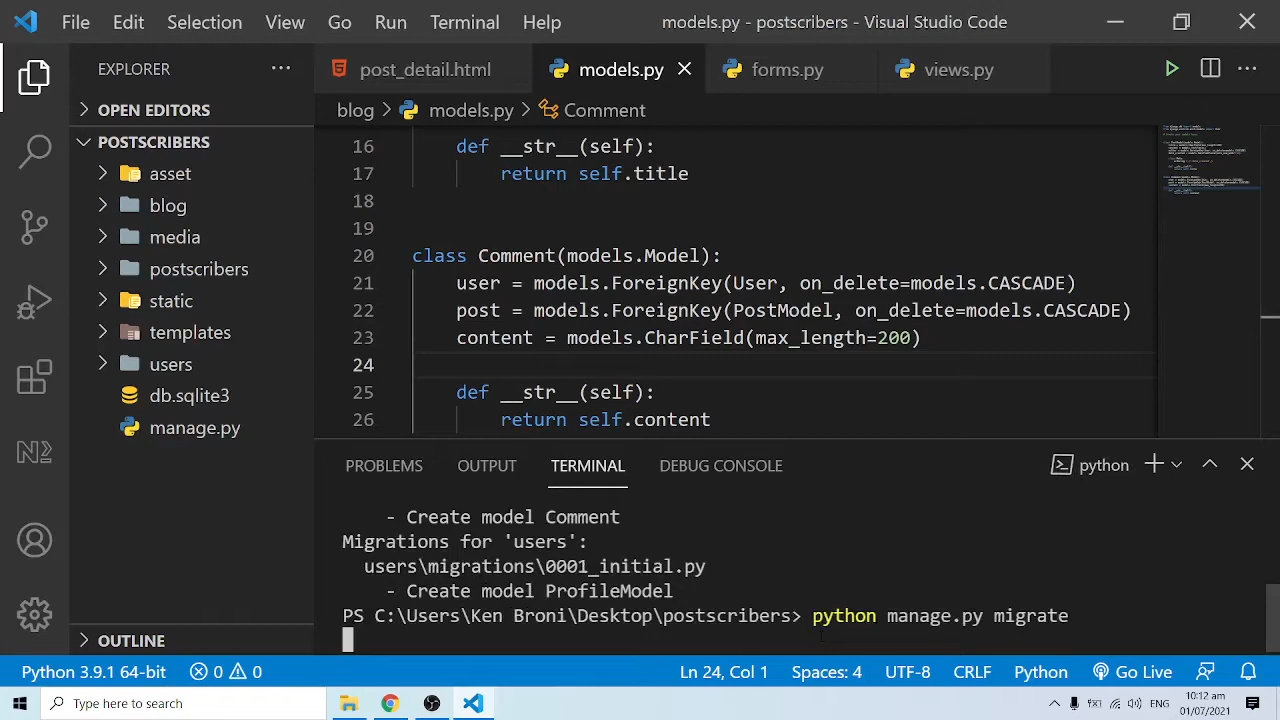 File Edit Selection View Go Run Terminal Help models.py - postscribers - Visual Studio Code
EXPLORER
post_detail.html models.py forms.py views.py
OPEN EDITORS
blog models.py Comment
POSTSCRIBERS
asset
blog
media
postscribers
static
templates
users
db.sqlite3
manage.py
OUTLINE
16 def __str__(self):
17 return self.title
18
19
20 class Comment(models.Model):
21 user = models.ForeignKey(User, on_delete=models.CASCADE)
22 post = models.ForeignKey(PostModel, on_delete=models.CASCADE)
23 content = models.CharField(max_length=200)
24
25 def __str__(self):
26 return self.content
PROBLEMS OUTPUT TERMINAL DEBUG CONSOLE python
- Create model Comment
Migrations for 'users':
users\migrations\0001_initial.py
- Create model ProfileModel
PS C:\Users\Ken Broni\Desktop\postscribers> python manage.py migrate
Python 3.9.1 64-bit 0 0 Ln 24, Col 1 Spaces: 4 UTF-8 CRLF Python Go Live
Type here to search
ENG
10:12 am
01/07/2021